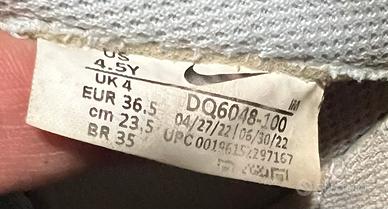 US
4.5Y
UK 4
EUR 36.5
cm 23.5
BR 35
DQ6048-100
04/27/22 | 06/30/22
UPC 00196152297167